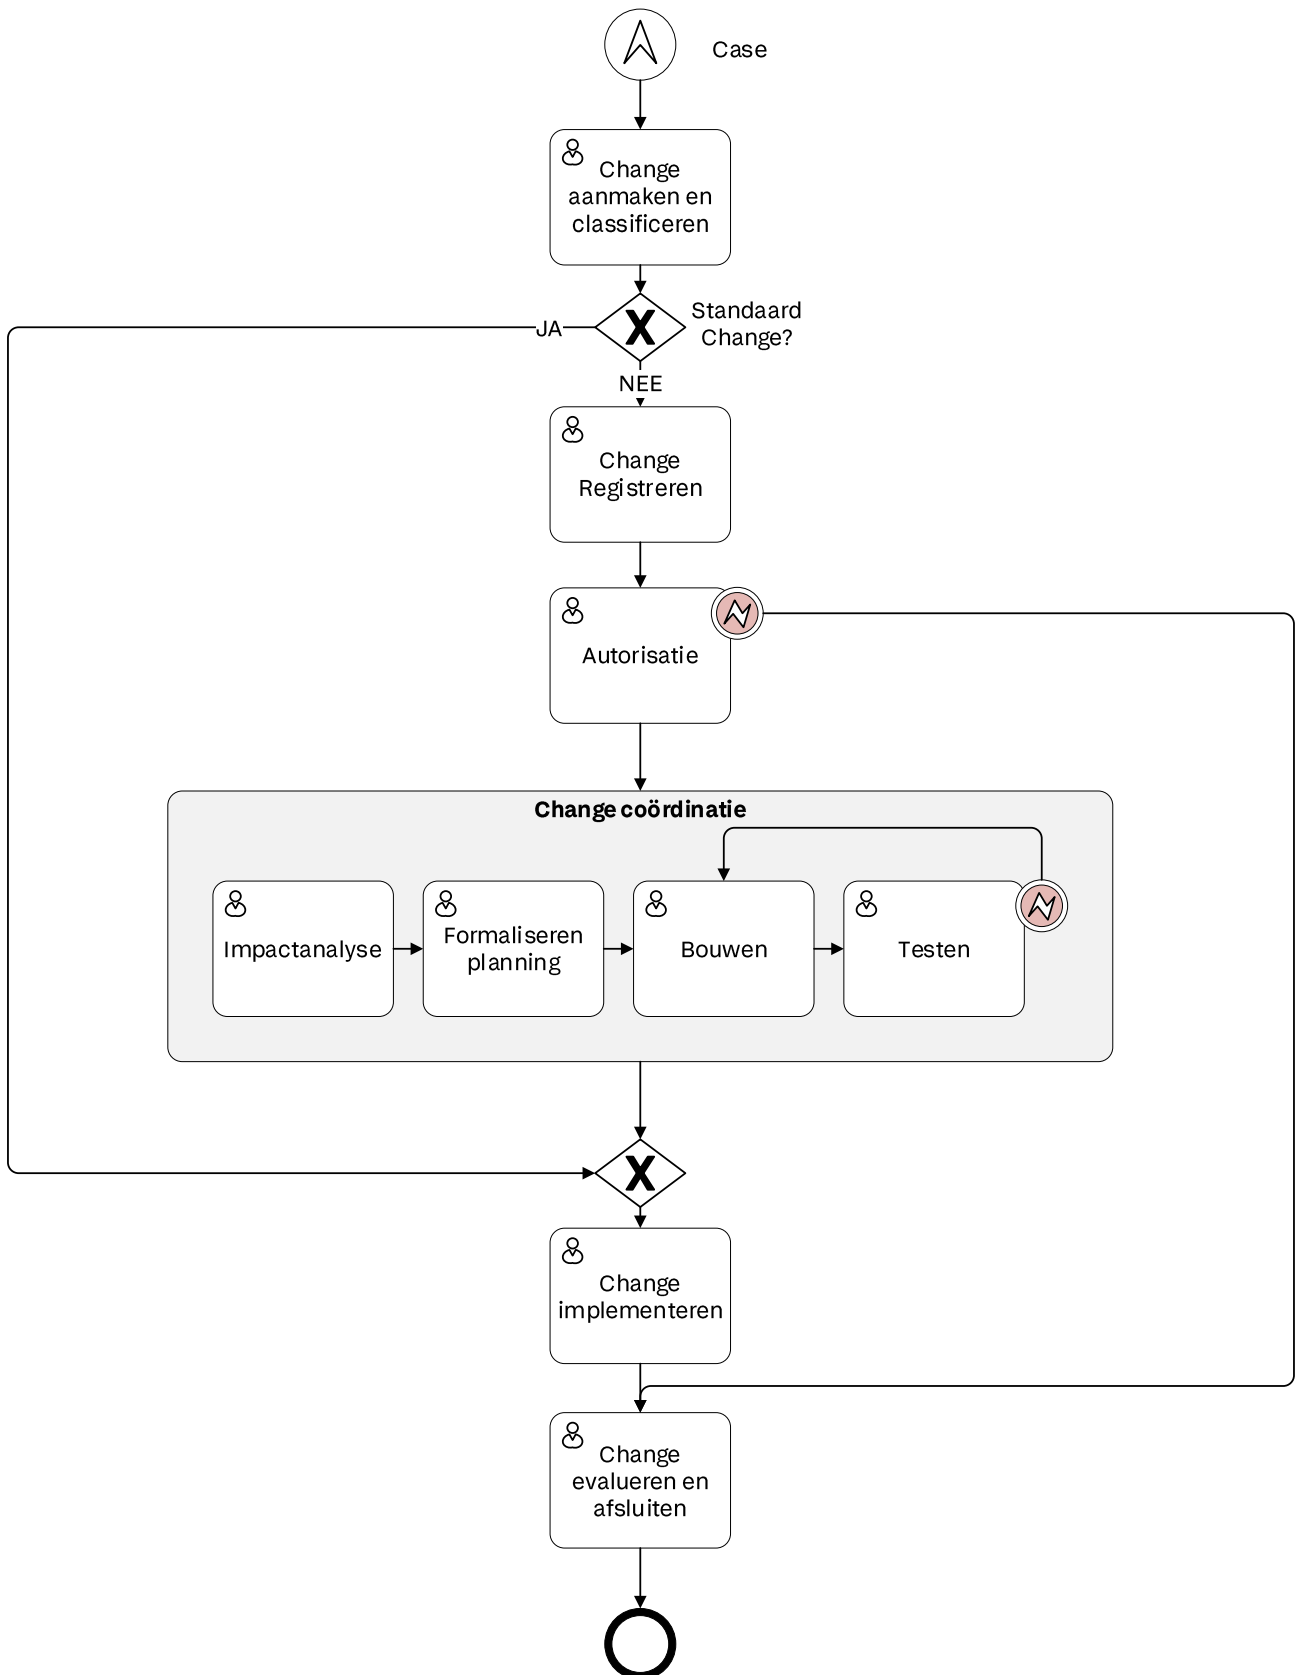 Case
Change
aanmaken en
classificeren
Standaard
Change?
JA
NEE
Change
Registreren
Autorisatie
Change coördinatie
Impactanalyse
Formaliseren
planning
Bouwen
Testen
Change
implementeren
Change
evalueren en
afsluiten